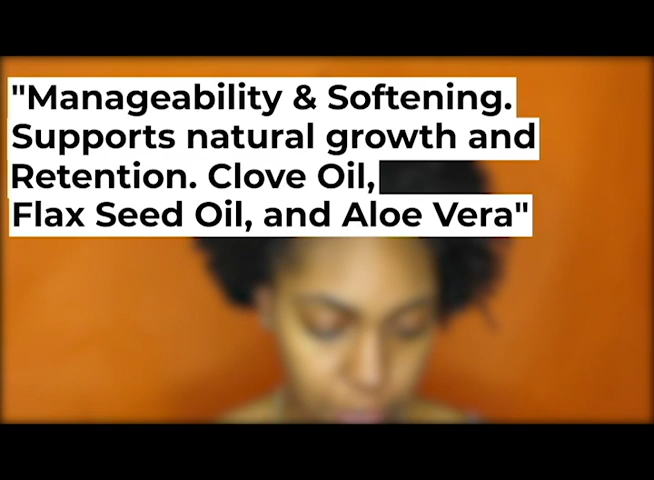 "Manageability & Softening.
Supports natural growth and
Retention. Clove Oil,
Flax Seed Oil, and Aloe Vera"